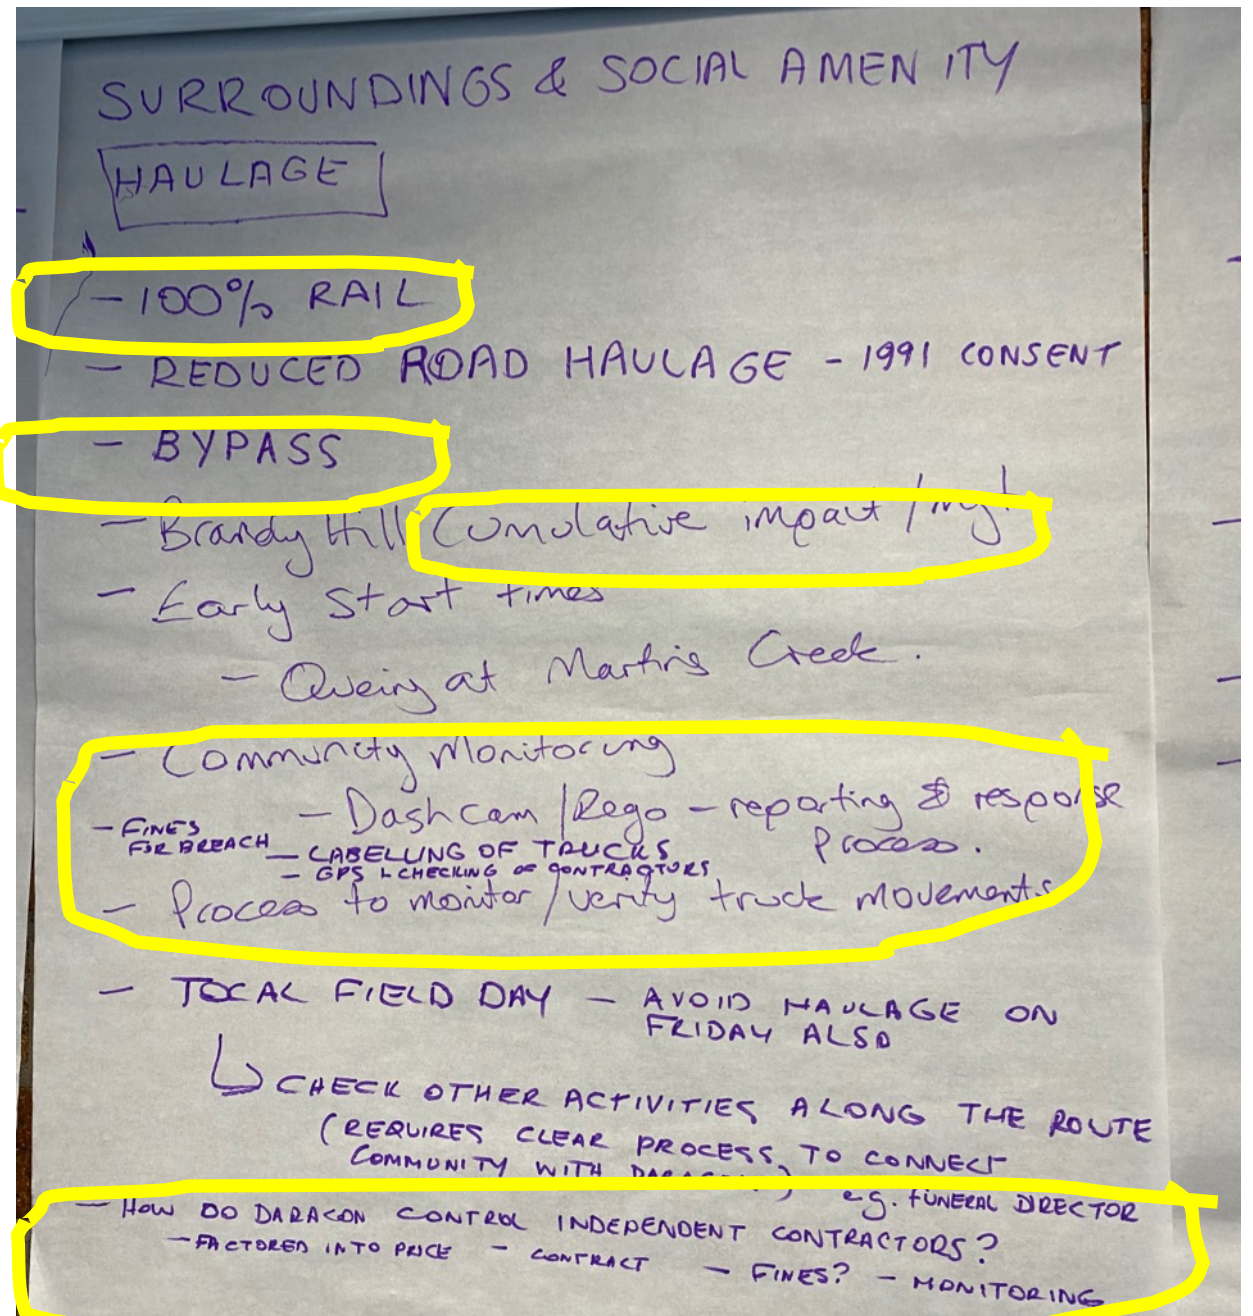 SURROUNDINGS & SOCIAL AMENITY
HAULAGE
- 100% RAIL
- REDUCED ROAD HAULAGE - 1991 CONSENT
- BYPASS
- Brandy Hill Cumulative impact /
- Early Start times
- Queing at Martins Creek.
- Community Monitoring
- Dashcam / Rego - reporting & response process.
- FINES FOR BREACH
- LABELLING OF TRUCKS
- GPS & CHECKING OF CONTRACTORS
- Process to monitor / verify truck movements
- TOCAL FIELD DAY - AVOID HAULAGE ON
FRIDAY ALSO
↳ CHECK OTHER ACTIVITIES ALONG THE ROUTE
(REQUIRES CLEAR PROCESS TO CONNECT
COMMUNITY WITH DARACON) e.g. FUNERAL DIRECTOR
- HOW DO DARACON CONTROL INDEPENDENT CONTRACTORS?
- FACTORED INTO PRICE - CONTRACT - FINES? - MONITORING